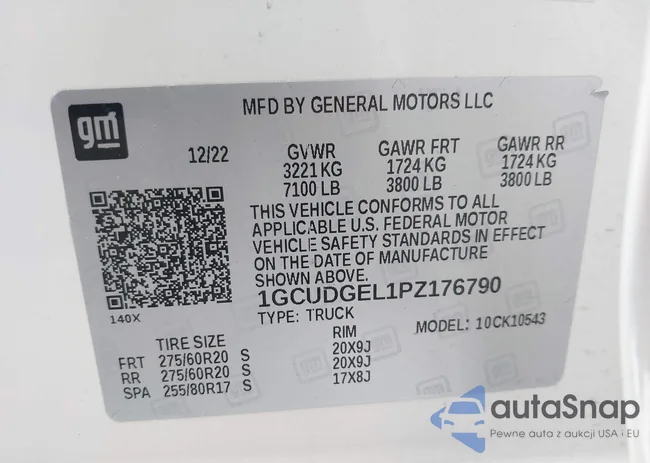 gm
MFD BY GENERAL MOTORS LLC
12/22 GVWR GAWR FRT GAWR RR
3221 KG 1724 KG 1724 KG
7100 LB 3800 LB 3800 LB
THIS VEHICLE CONFORMS TO ALL
APPLICABLE U.S. FEDERAL MOTOR
VEHICLE SAFETY STANDARDS IN EFFECT
ON THE DATE OF MANUFACTURE
SHOWN ABOVE.
1GCUDGEL1PZ176790
140X
TYPE: TRUCK MODEL: 10CK10543
TIRE SIZE RIM
FRT 275/60R20 S 20X9J
RR 275/60R20 S 20X9J
SPA 255/80R17 S 17X8J
autaSnap
Pewne auta z aukcji USA i EU